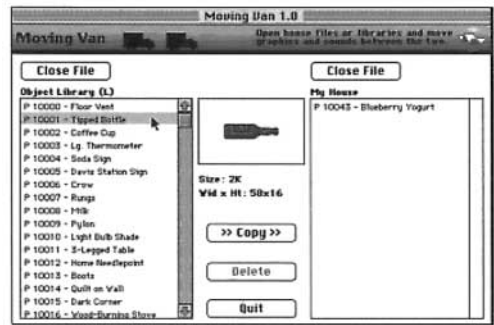 Moving Van 1.0
Moving Van
Open house files or libraries and move
graphics and sounds between the two.
Close File
Object Library (L)
P 10000 - Floor Vent
P 10001 - Tipped Bottle
P 10002 - Coffee Cup
P 10003 - Lg. Thermometer
P 10004 - Soda Sign
P 10005 - Davis Station Sign
P 10006 - Crow
P 10007 - Rungs
P 10008 - Milk
P 10009 - Pylon
P 10010 - Light Bulb Shade
P 10011 - 3-Legged Table
P 10012 - Home Needlepoint
P 10013 - Boots
P 10014 - Quilt on Wall
P 10015 - Dark Corner
P 10016 - Wood-Burning Stove
Size: 2K
Wid x Ht: 58x16
>> Copy >>
Delete
Quit
Close File
My House
P 10043 - Blueberry Yogurt